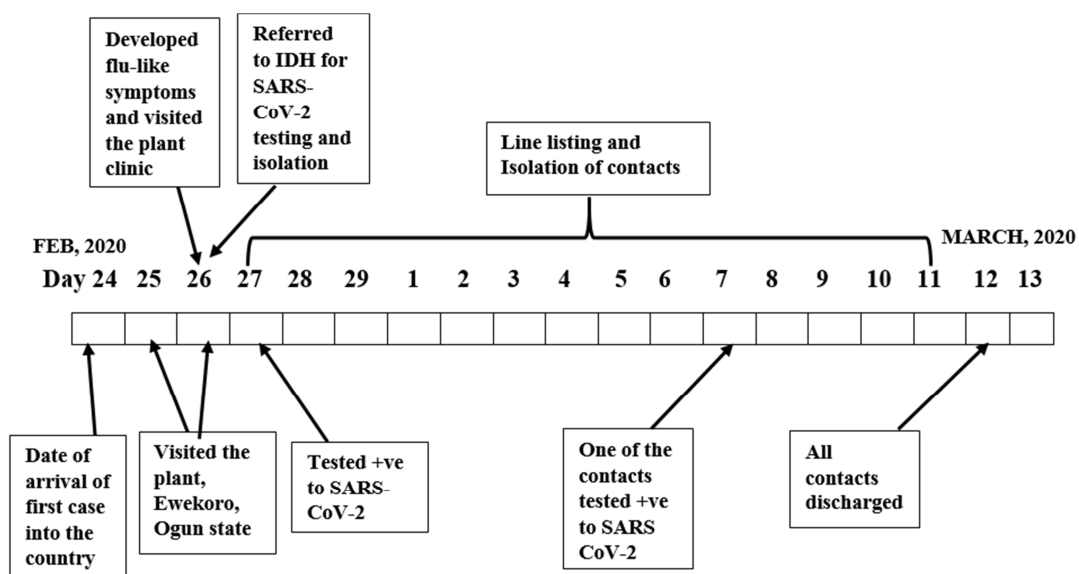 Developed
flu-like
symptoms
and visited
the plant
clinic
Referred
to IDH for
SARS-
CoV-2
testing and
isolation
Line listing and
Isolation of contacts
FEB, 2020
MARCH, 2020
Day 24 25 26 27 28 29 1 2 3 4 5 6 7 8 9 10 11 12 13
Date of
arrival of
first case
into the
country
Visited the
plant,
Ewekoro,
Ogun state
Tested +ve
to SARS-
CoV-2
One of the
contacts
tested +ve
to SARS
CoV-2
All
contacts
discharged